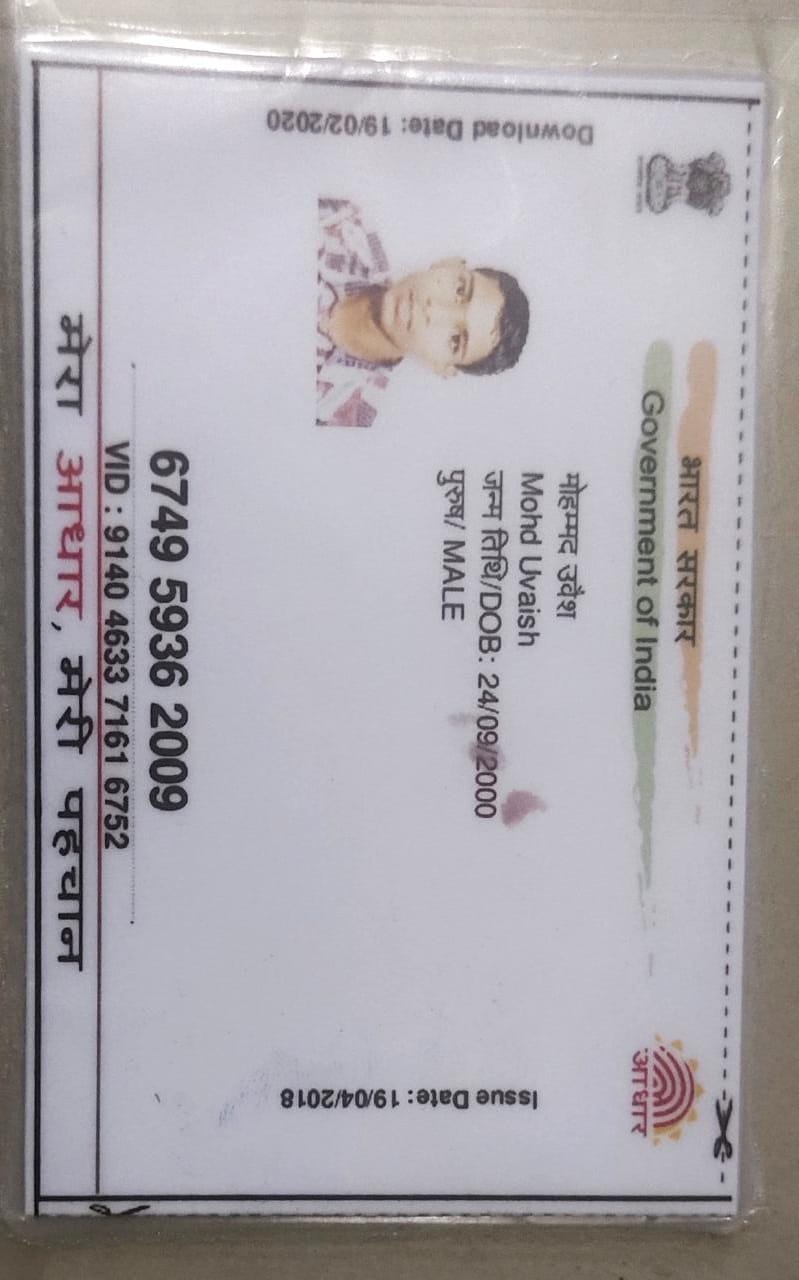 भारत सरकार
Government of India
आधार
Download Date: 19/02/2020
मोहम्मद उवैश
Mohd Uvaish
जन्म तिथि/DOB: 24/09/2000
पुरुष/ MALE
Issue Date: 19/04/2018
6749 5936 2009
VID : 9140 4633 7161 6752
मेरा आधार, मेरी पहचान